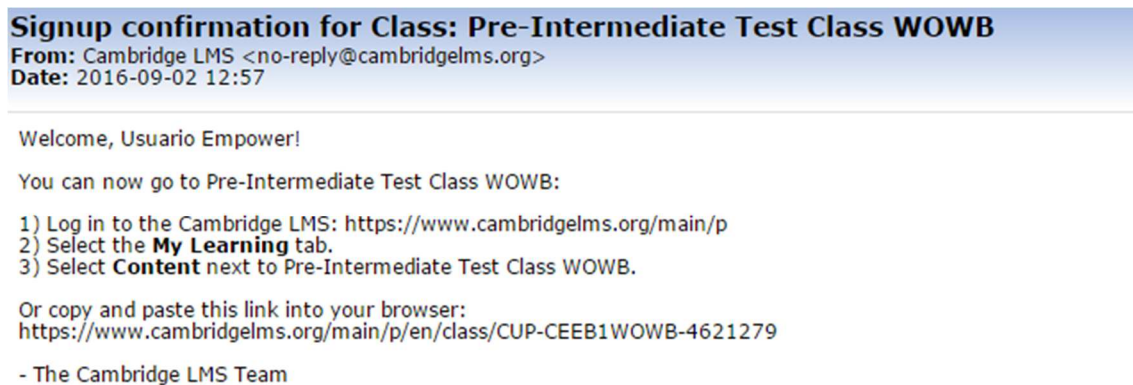 Signup confirmation for Class: Pre-Intermediate Test Class WOWB
From: Cambridge LMS <no-reply@cambridgelms.org>
Date: 2016-09-02 12:57
Welcome, Usuario Empower!
You can now go to Pre-Intermediate Test Class WOWB:
1) Log in to the Cambridge LMS: https://www.cambridgelms.org/main/p
2) Select the My Learning tab.
3) Select Content next to Pre-Intermediate Test Class WOWB.
Or copy and paste this link into your browser:
https://www.cambridgelms.org/main/p/en/class/CUP-CEEB1WOWB-4621279
- The Cambridge LMS Team